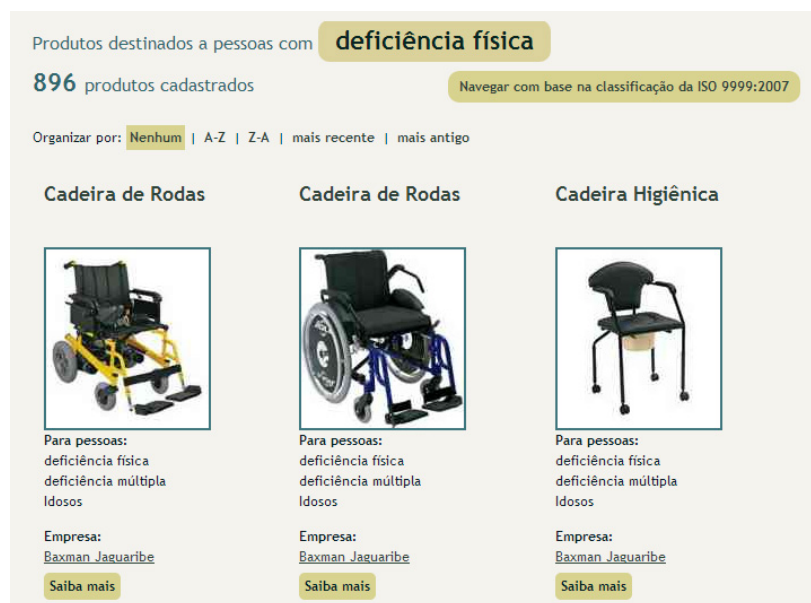 Produtos destinados a pessoas com deficiência física
896 produtos cadastrados
Navegar com base na classificação da ISO 9999:2007
Organizar por: Nenhum | A-Z | Z-A | mais recente | mais antigo
Cadeira de Rodas
Para pessoas:
deficiência física
deficiência múltipla
Idosos
Empresa:
Baxman Jaguaribe
Saiba mais
Cadeira de Rodas
Para pessoas:
deficiência física
deficiência múltipla
Idosos
Empresa:
Baxman Jaguaribe
Saiba mais
Cadeira Higiênica
Para pessoas:
deficiência física
deficiência múltipla
Idosos
Empresa:
Baxman Jaguaribe
Saiba mais